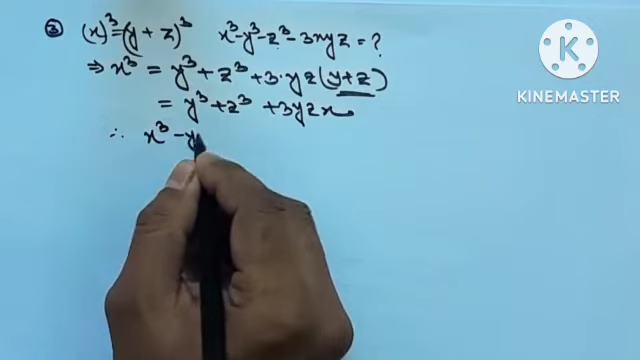 ③ (x)³=(y+z)³ x³-y³-z³-3xyz=?
⇒ x³ = y³+z³+3·yz(y+z)
= y³+z³+3yzx
∴ x³-y
KINEMASTER